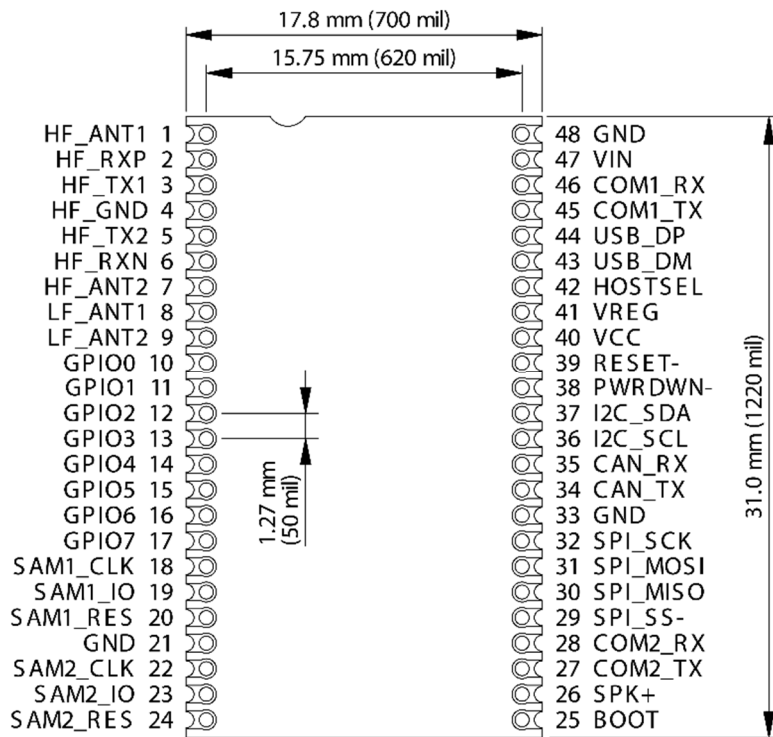 17.8 mm (700 mil)
15.75 mm (620 mil)
HF_ANT1 1
HF_RXP 2
HF_TX1 3
HF_GND 4
HF_TX2 5
HF_RXN 6
HF_ANT2 7
LF_ANT1 8
LF_ANT2 9
GPIO0 10
GPIO1 11
GPIO2 12
GPIO3 13
GPIO4 14
GPIO5 15
GPIO6 16
GPIO7 17
SAM1_CLK 18
SAM1_IO 19
SAM1_RES 20
GND 21
SAM2_CLK 22
SAM2_IO 23
SAM2_RES 24
1.27 mm
(50 mil)
48 GND
47 VIN
46 COM1_RX
45 COM1_TX
44 USB_DP
43 USB_DM
42 HOSTSEL
41 VREG
40 VCC
39 RESET-
38 PWRDWN-
37 I2C_SDA
36 I2C_SCL
35 CAN_RX
34 CAN_TX
33 GND
32 SPI_SCK
31 SPI_MOSI
30 SPI_MISO
29 SPI_SS-
28 COM2_RX
27 COM2_TX
26 SPK+
25 BOOT
31.0 mm (1220 mil)